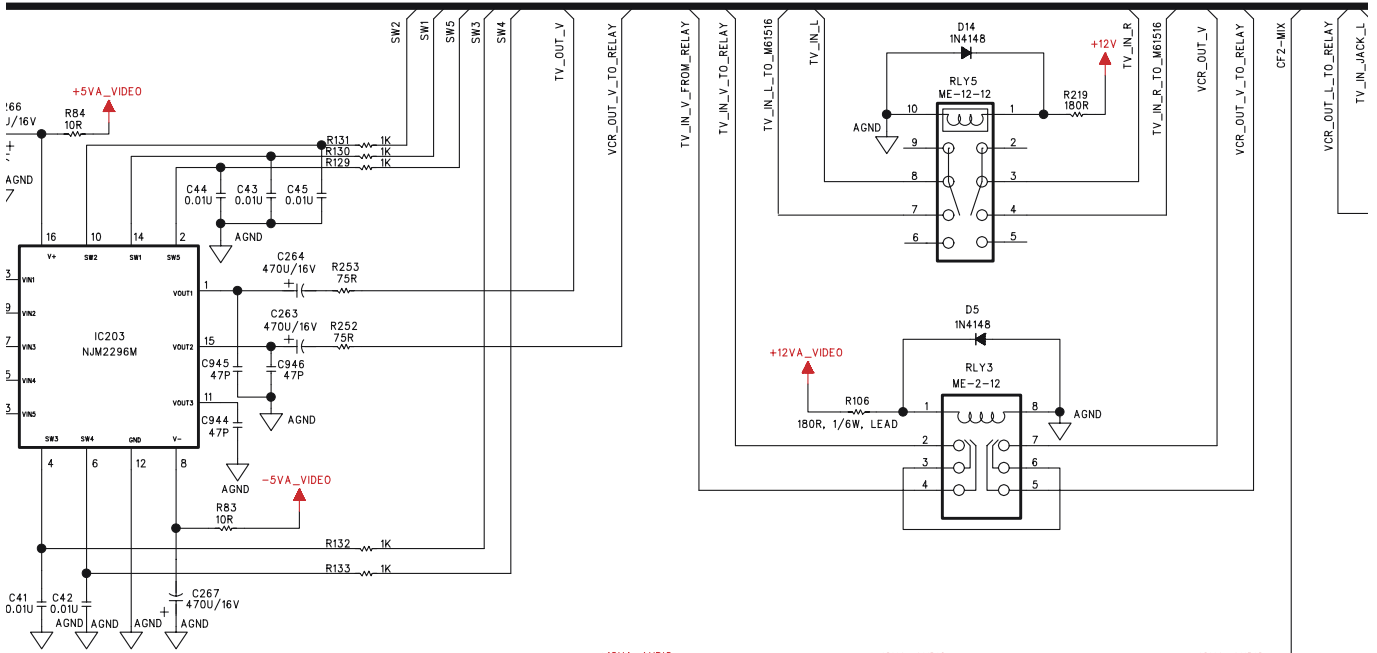 SW2
SW1
SW5
SW3
SW4
TV_OUT_V
VCR_OUT_V_TO_RELAY
TV_IN_V_FROM_RELAY
TV_IN_V_TO_RELAY
TV_IN_L_TO_M61516
TV_IN_L
TV_IN_R
TV_IN_R_TO_M61516
VCR_OUT_V
VCR_OUT_V_TO_RELAY
CF2-MIX
VCR_OUT_L_TO_RELAY
TV_IN_JACK_L
266
J/16V
+
AGND
R84
10R
+5VA_VIDEO
R131 1K
R130 1K
R129 1K
C44
0.01U
C43
0.01U
C45
0.01U
AGND
16 10 14 2
V+ SW2 SW1 SW5
3 VIN1
9 VIN2
7 VIN3
5 VIN4
3 VIN5
IC203
NJM2296M
VOUT1 1
VOUT2 15
VOUT3 11
SW3 SW4 GND V-
4 6 12 8
C264
470U/16V
+
R253
75R
C263
470U/16V
+
R252
75R
C945
47P
C946
47P
AGND
C944
47P
AGND
-5VA_VIDEO
R83
10R
R132 1K
R133 1K
C41
0.01U
C42
0.01U
C267
470U/16V
+
AGND
AGND
AGND
D14
1N4148
+12V
RLY5
ME-12-12
R219
180R
AGND
10 1
9 2
8 3
7 4
6 5
D5
1N4148
+12VA_VIDEO
RLY3
ME-2-12
R106
180R, 1/6W, LEAD
AGND
1 8
2 7
3 6
4 5